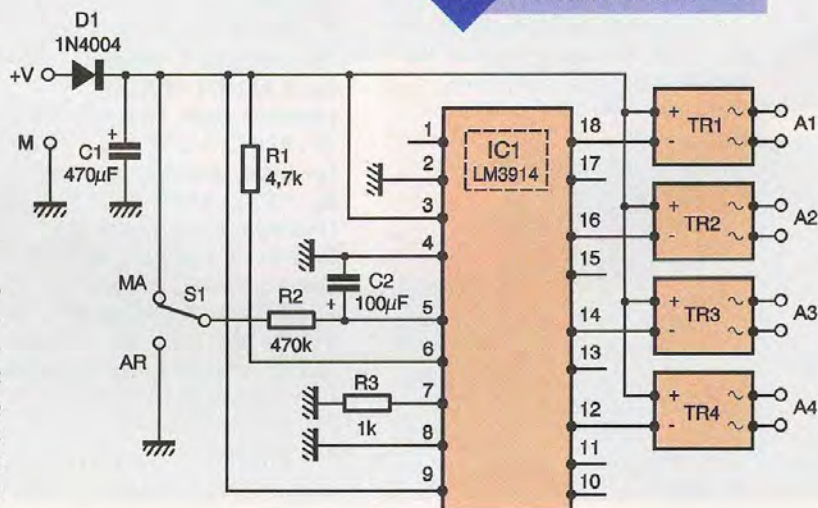 D1
1N4004
+V
M
C1
470µF
+
R1
4,7k
MA
S1
AR
R2
470k
C2
100µF
+
R3
1k
1
2
3
4
5
6
7
8
9
IC1
LM3914
18
17
16
15
14
13
12
11
10
+
-
TR1
~
~
A1
+
-
TR2
~
~
A2
+
-
TR3
~
~
A3
+
-
TR4
~
~
A4